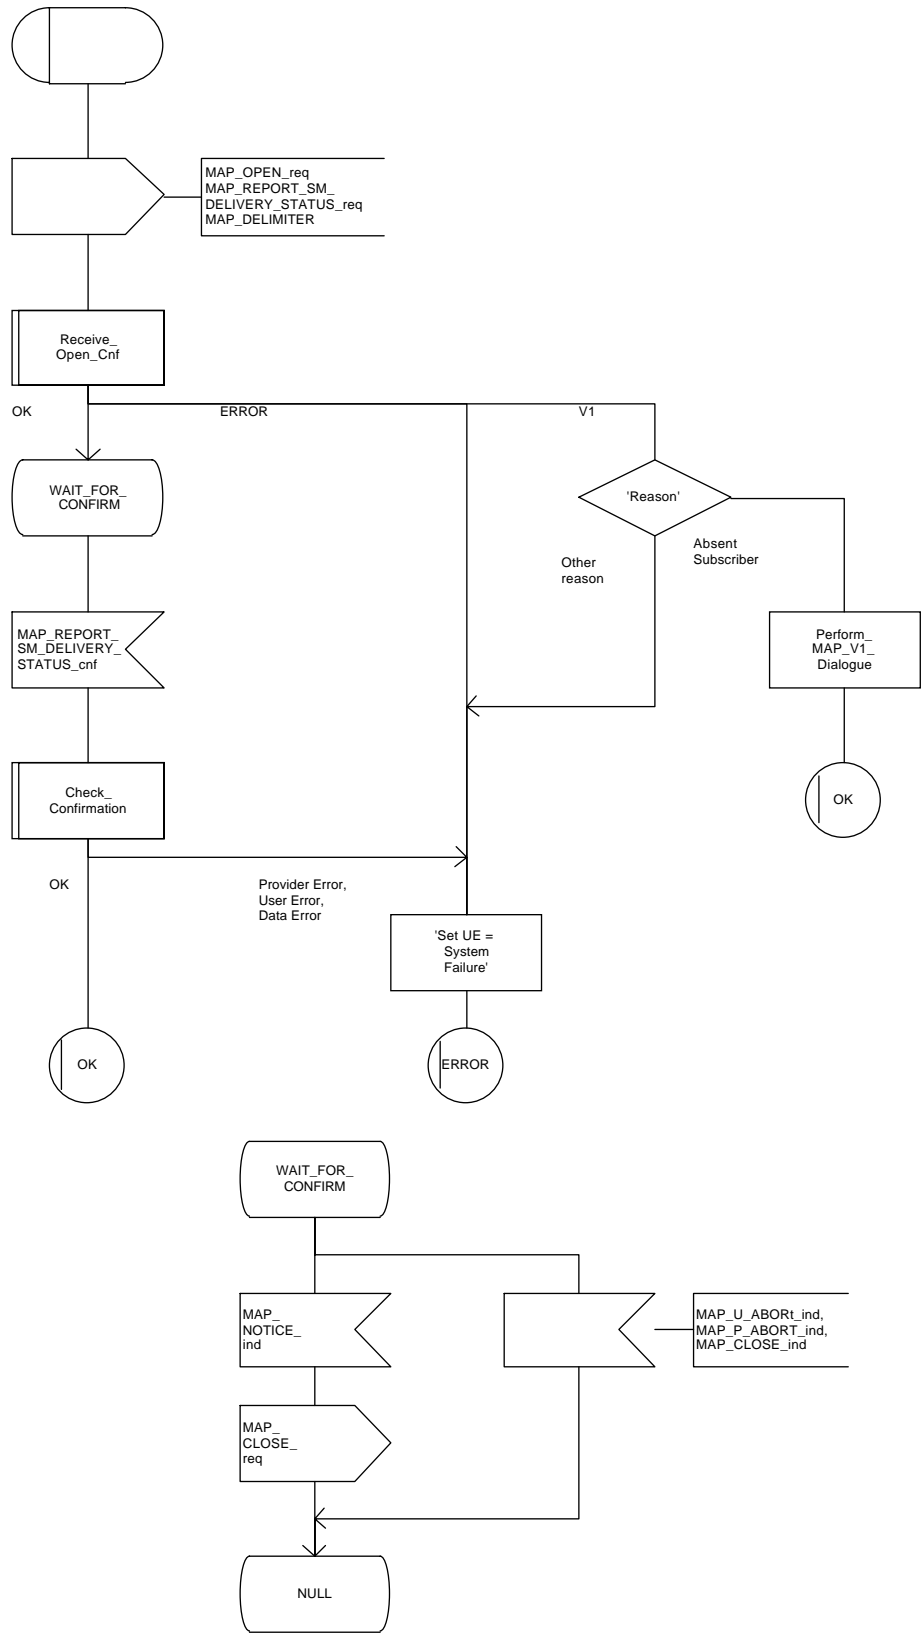 MAP_OPEN_req
MAP_REPORT_SM_
DELIVERY_STATUS_req
MAP_DELIMITER
Receive_
Open_Cnf
OK
ERROR
V1
WAIT_FOR_
CONFIRM
'Reason'
Other
reason
Absent
Subscriber
MAP_REPORT_
SM_DELIVERY_
STATUS_cnf
Perform_
MAP_V1_
Dialogue
Check_
Confirmation
OK
OK
Provider Error,
User Error,
Data Error
'Set UE =
System
Failure'
OK
ERROR
WAIT_FOR_
CONFIRM
MAP_
NOTICE_
ind
MAP_U_ABORt_ind,
MAP_P_ABORT_ind,
MAP_CLOSE_ind
MAP_
CLOSE_
req
NULL